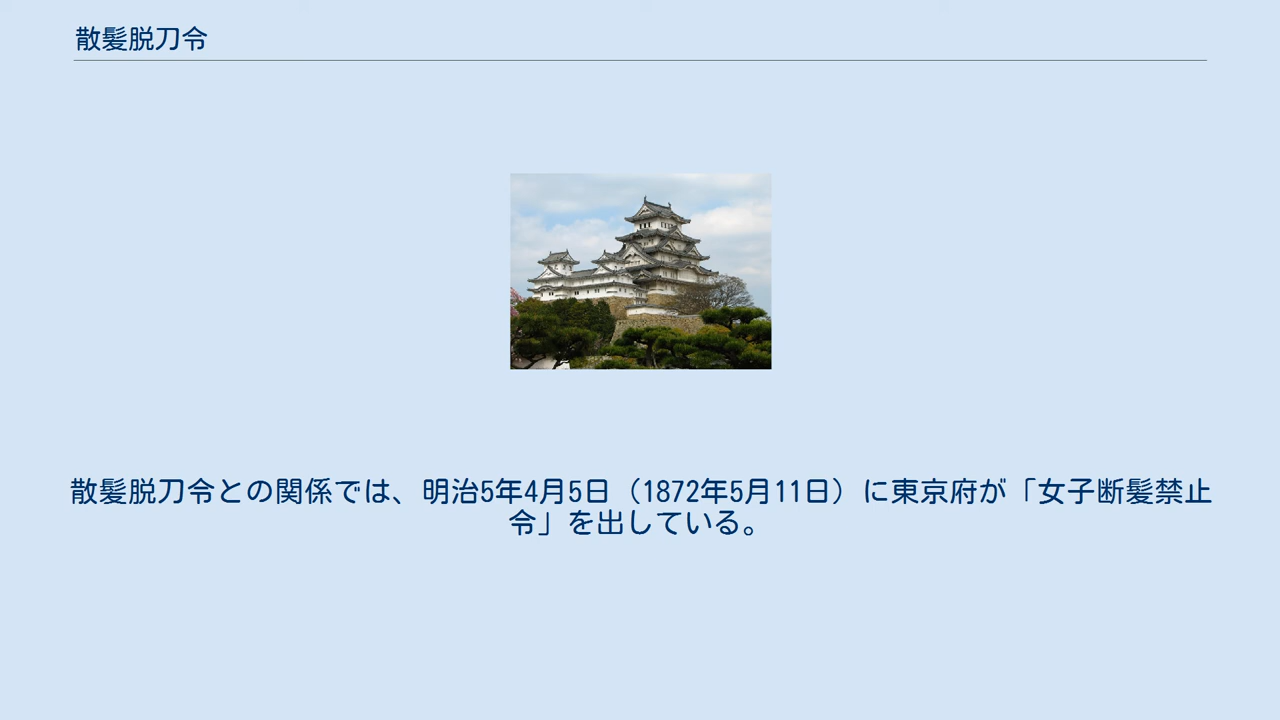 散髪脱刀令
散髪脱刀令との関係では、明治5年4月5日（1872年5月11日）に東京府が「女子断髪禁止
令」を出している。